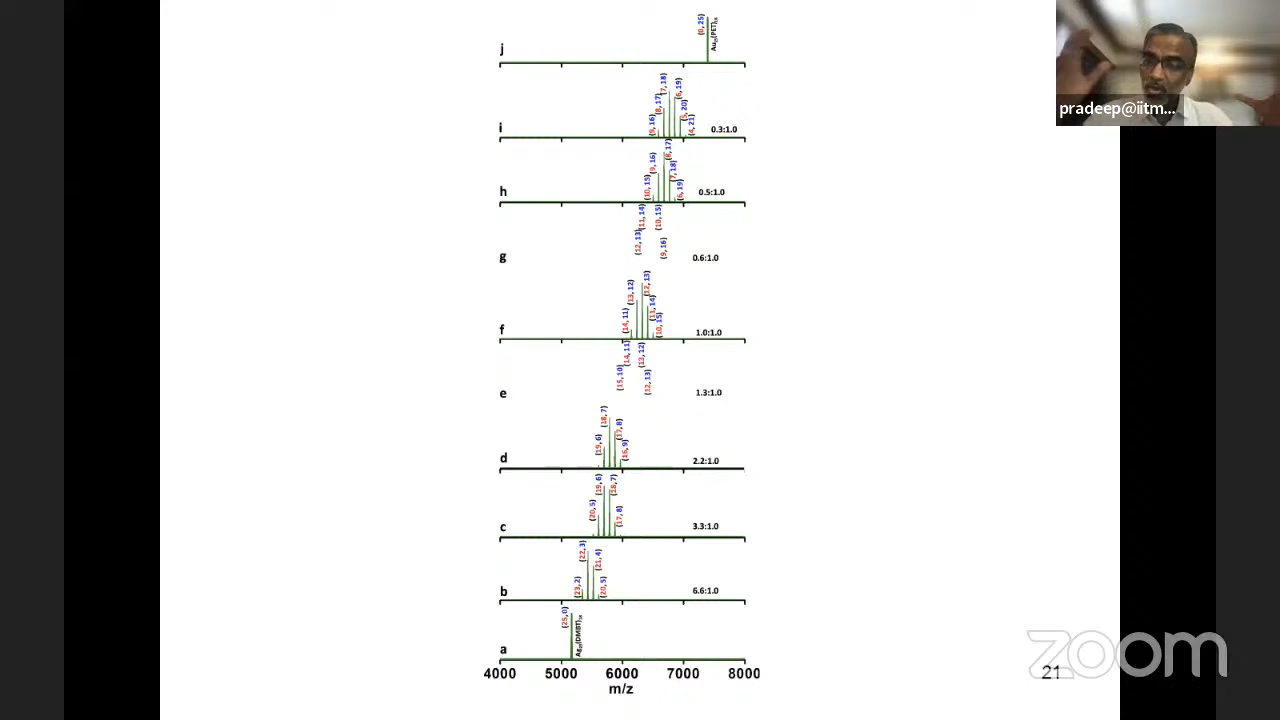 j
(0,25)
Au25(PET)18
pradeep@iitm...
i
(9,16)
(8,17)
(7,18)
(6,19)
(5,20)
(4,21)
0.3:1.0
h
(10,15)
(9,16)
(8,17)
(7,18)
(6,19)
0.5:1.0
g
(12,13)
(11,14)
(10,15)
(9,16)
0.6:1.0
f
(14,11)
(13,12)
(12,13)
(11,14)
(10,15)
1.0:1.0
e
(15,10)
(14,11)
(13,12)
(12,13)
1.3:1.0
d
(19,6)
(18,7)
(17,8)
(16,9)
2.2:1.0
c
(20,5)
(19,6)
(18,7)
(17,8)
3.3:1.0
b
(23,2)
(22,3)
(21,4)
(20,5)
6.6:1.0
a
(25,0)
Ag25(DMBT)18
4000 5000 6000 7000 8000
m/z
21
zoom